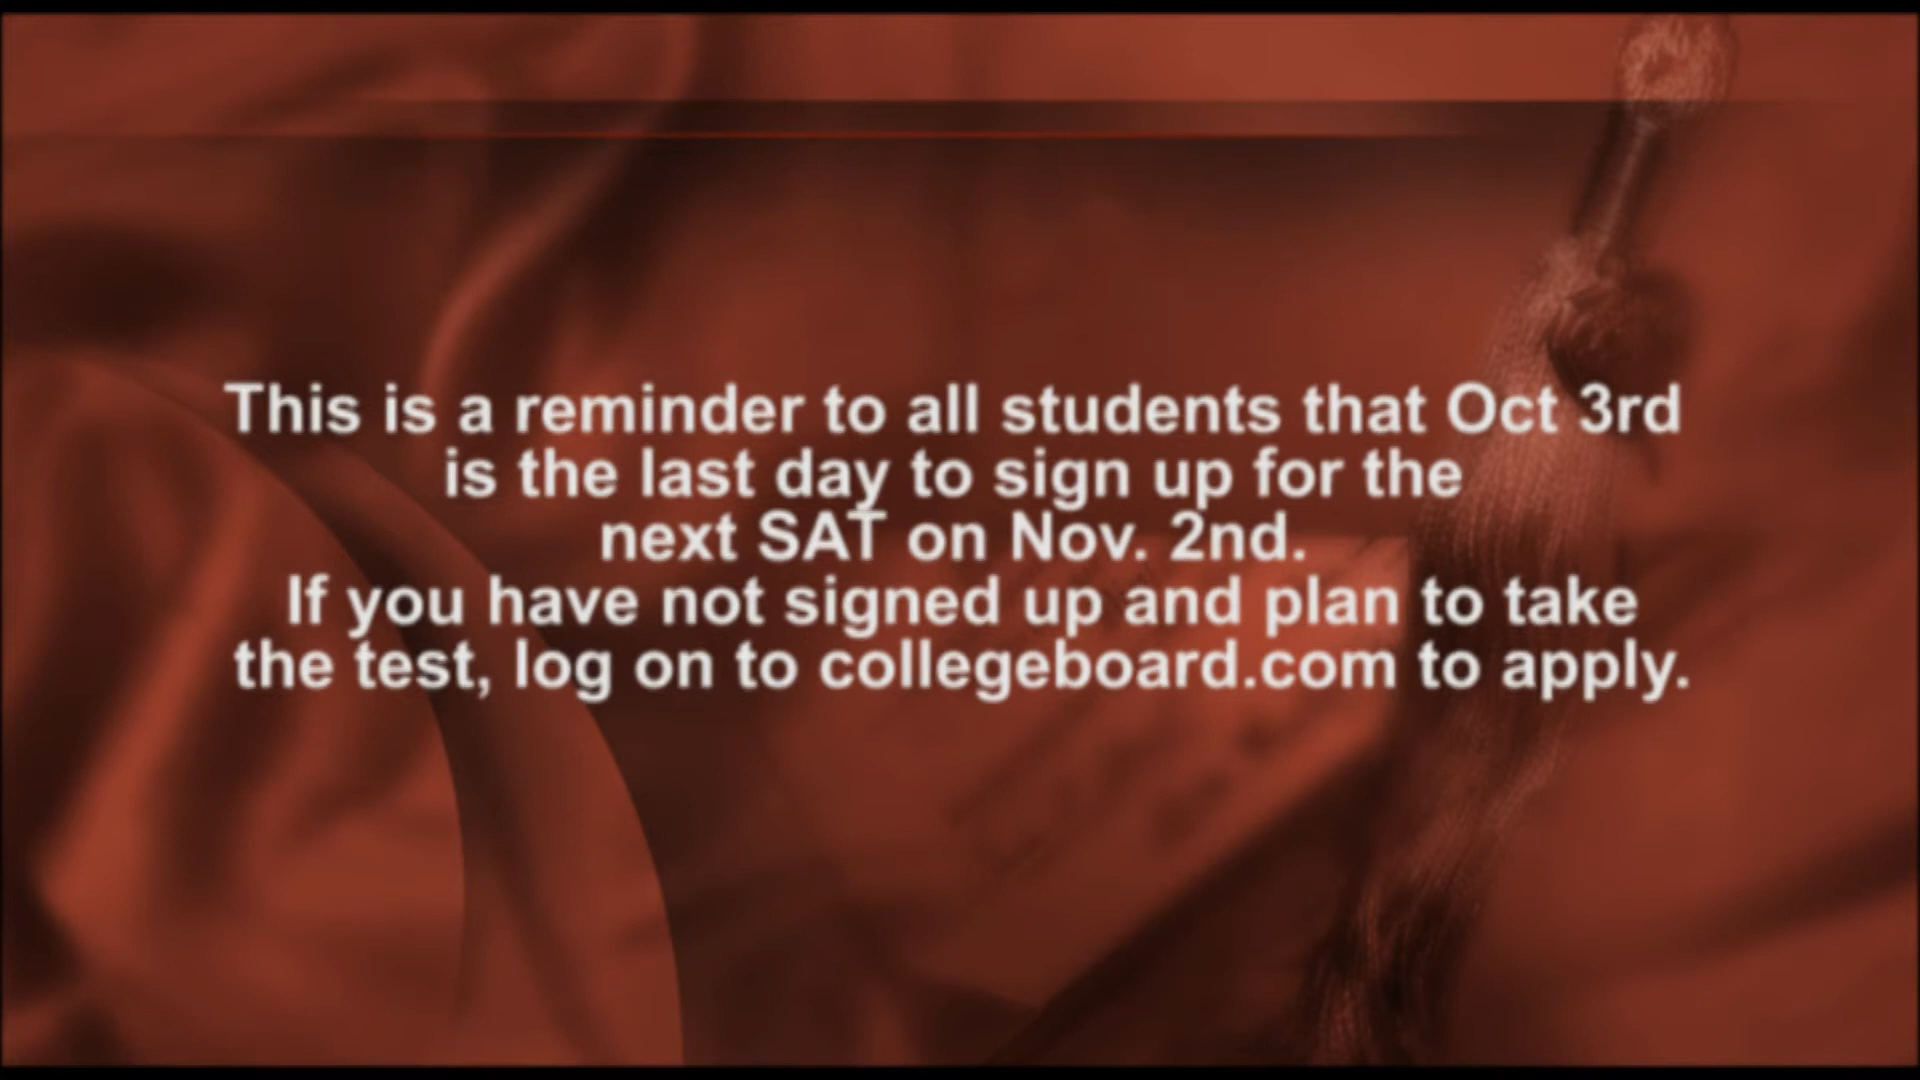 This is a reminder to all students that Oct 3rd
is the last day to sign up for the
next SAT on Nov. 2nd.
If you have not signed up and plan to take
the test, log on to collegeboard.com to apply.